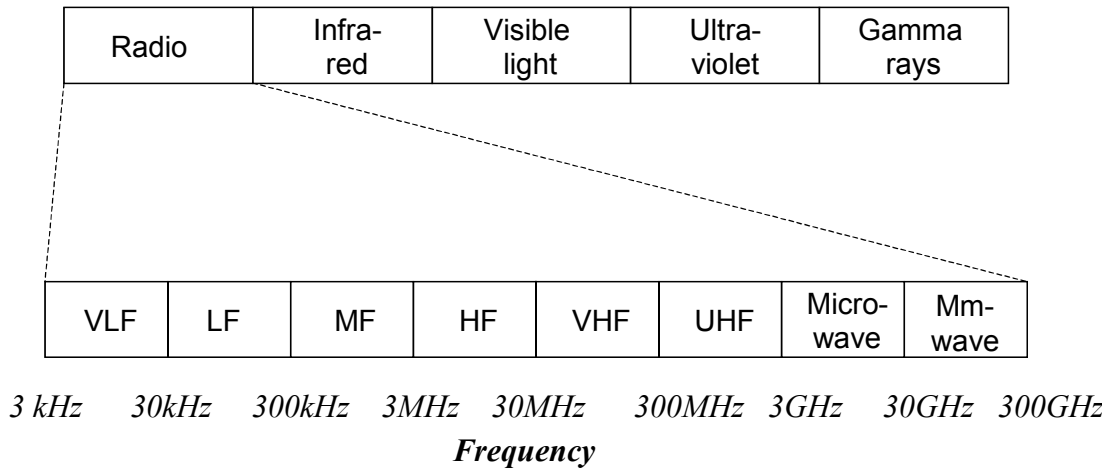 Radio Infra- Visible Ultra- Gamma
red light violet rays
VLF LF MF HF VHF UHF Micro- Mm-
wave wave
3 kHz 30kHz 300kHz 3MHz 30MHz 300MHz 3GHz 30GHz 300GHz
Frequency